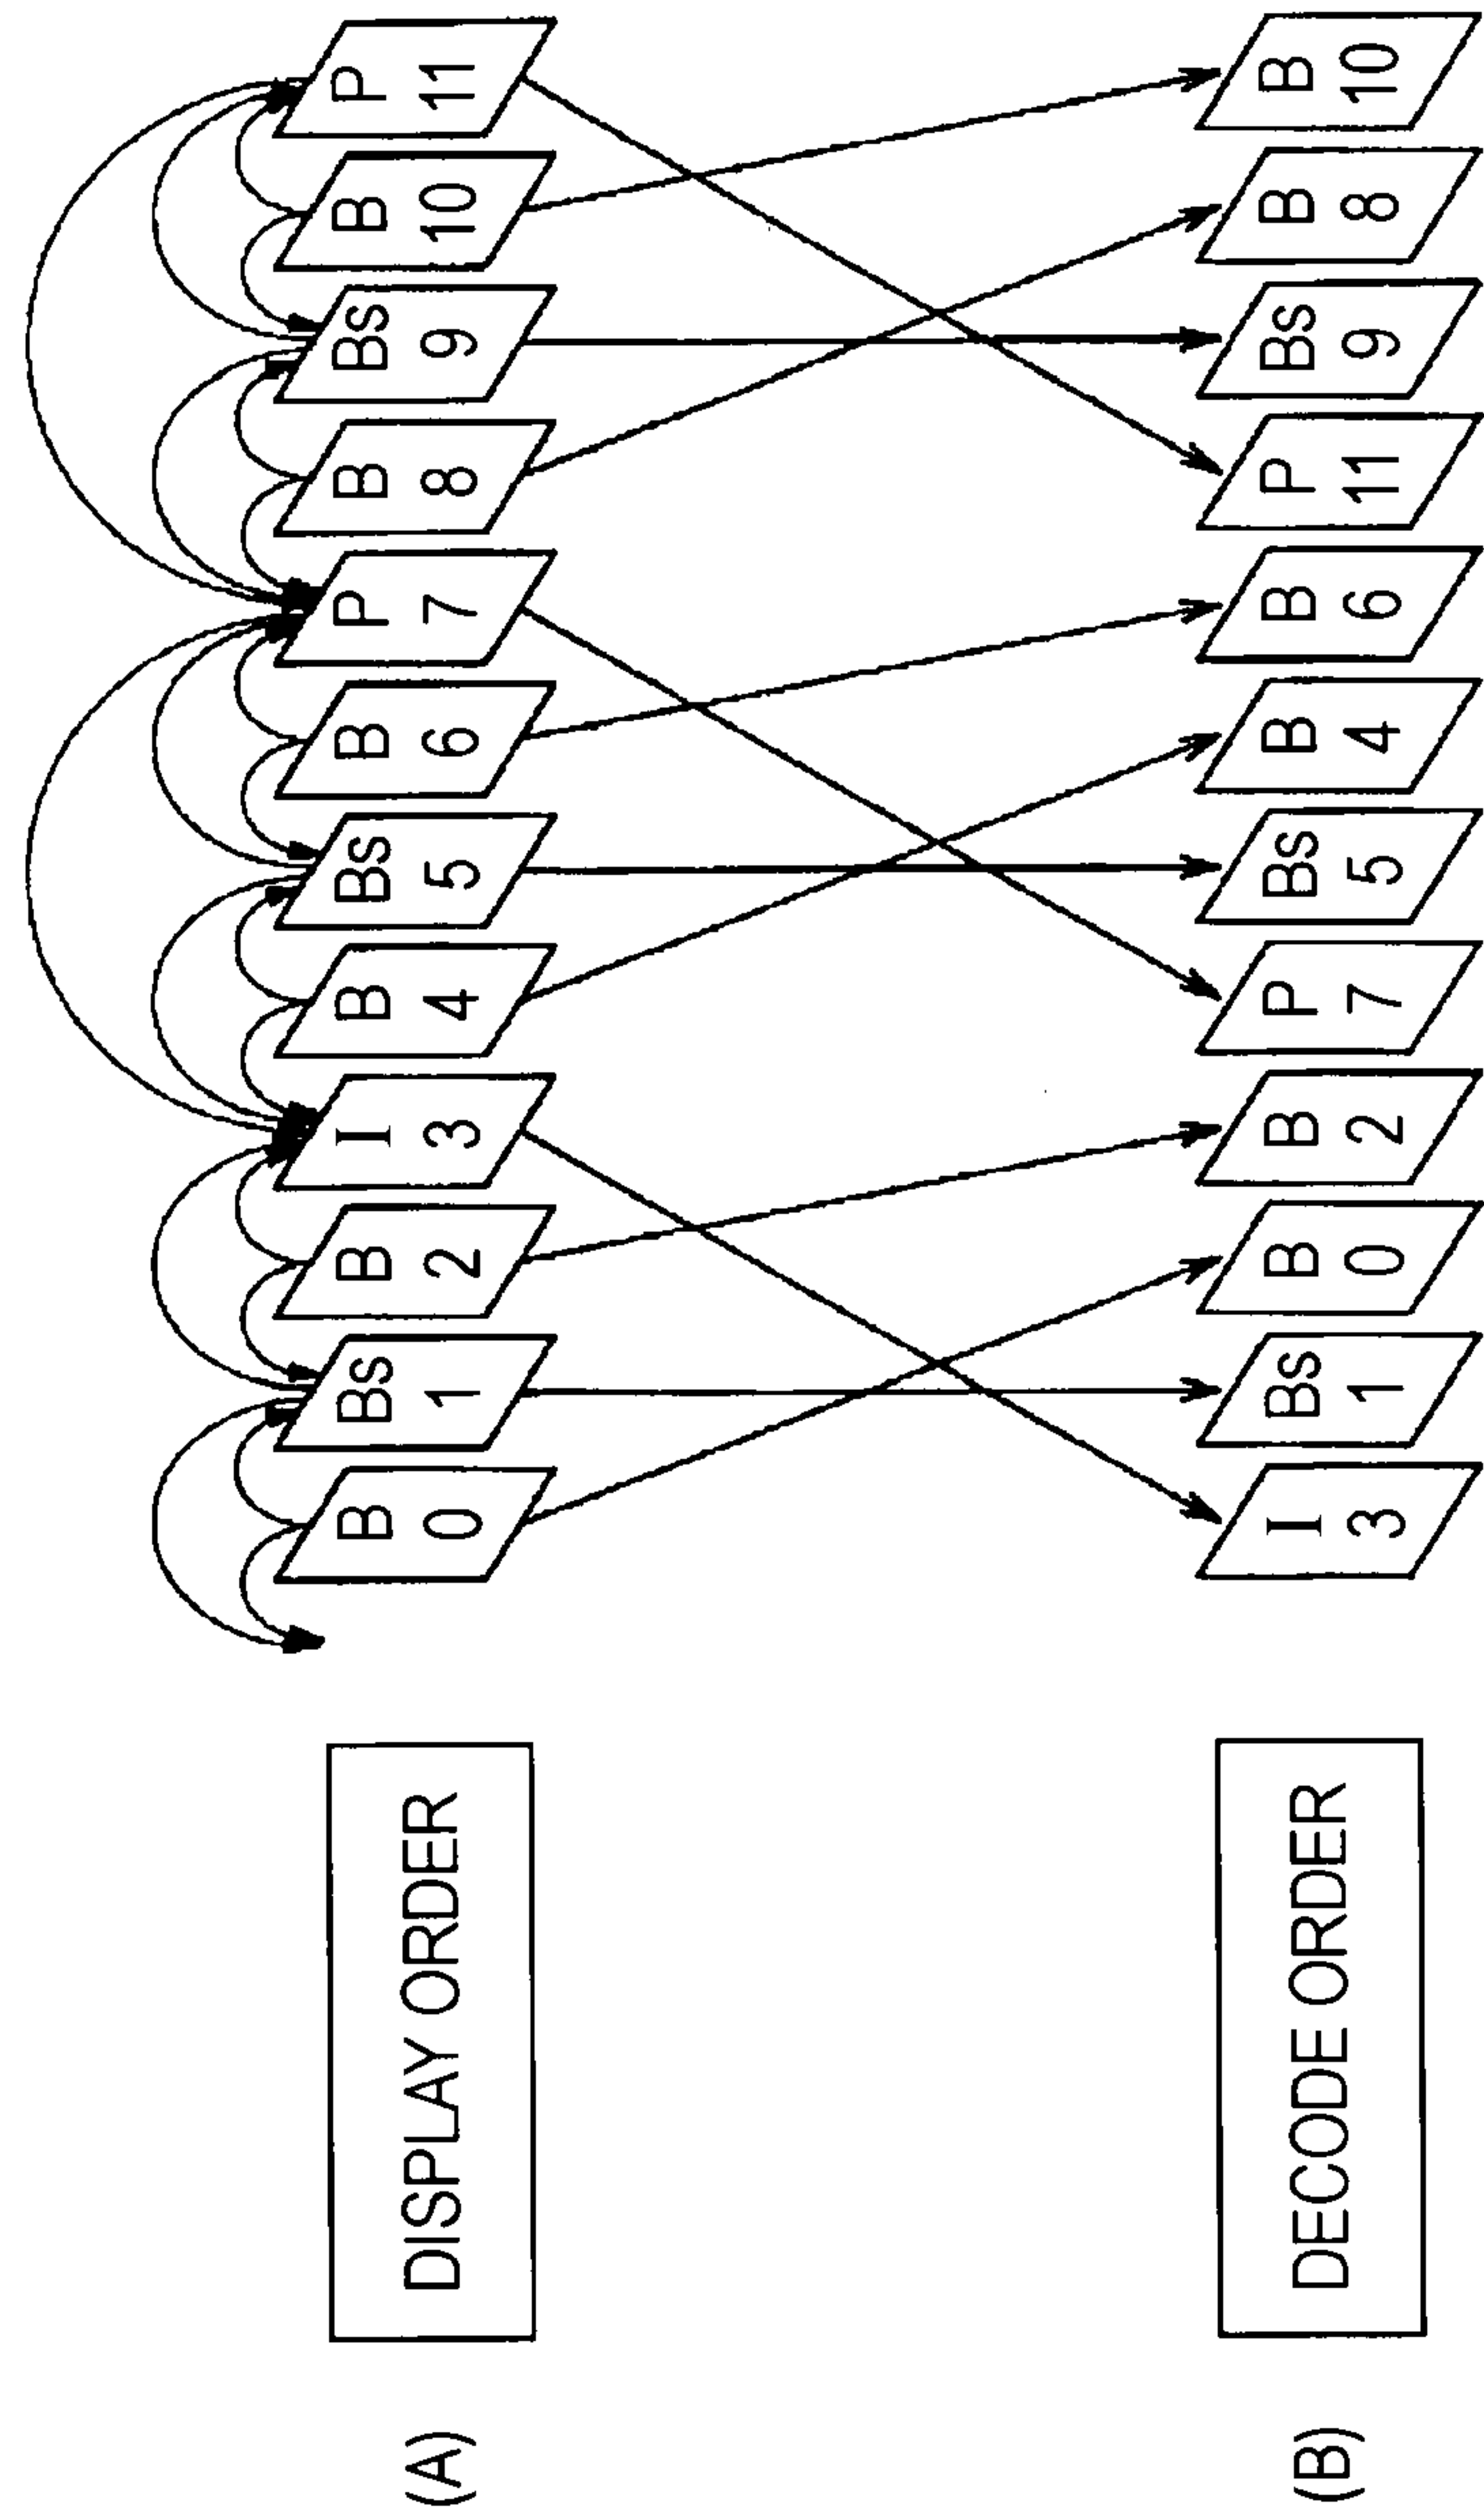 (A)
DISPLAY ORDER
B Bs B I B Bs B P B Bs B P
0 1 2 3 4 5 6 7 8 9 10 11
(B)
DECODE ORDER
I Bs B B P Bs B B P Bs B B
3 1 0 2 7 5 4 6 11 9 8 10